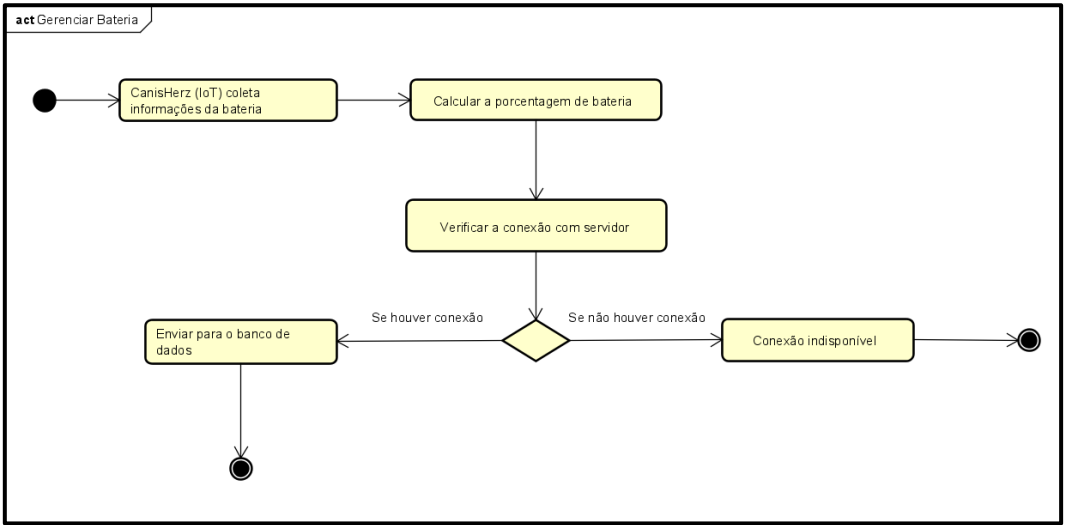 act Gerenciar Bateria
CanisHerz (IoT) coleta
informações da bateria
Calcular a porcentagem de bateria
Verificar a conexão com servidor
Se houver conexão
Se não houver conexão
Enviar para o banco de
dados
Conexão indisponível